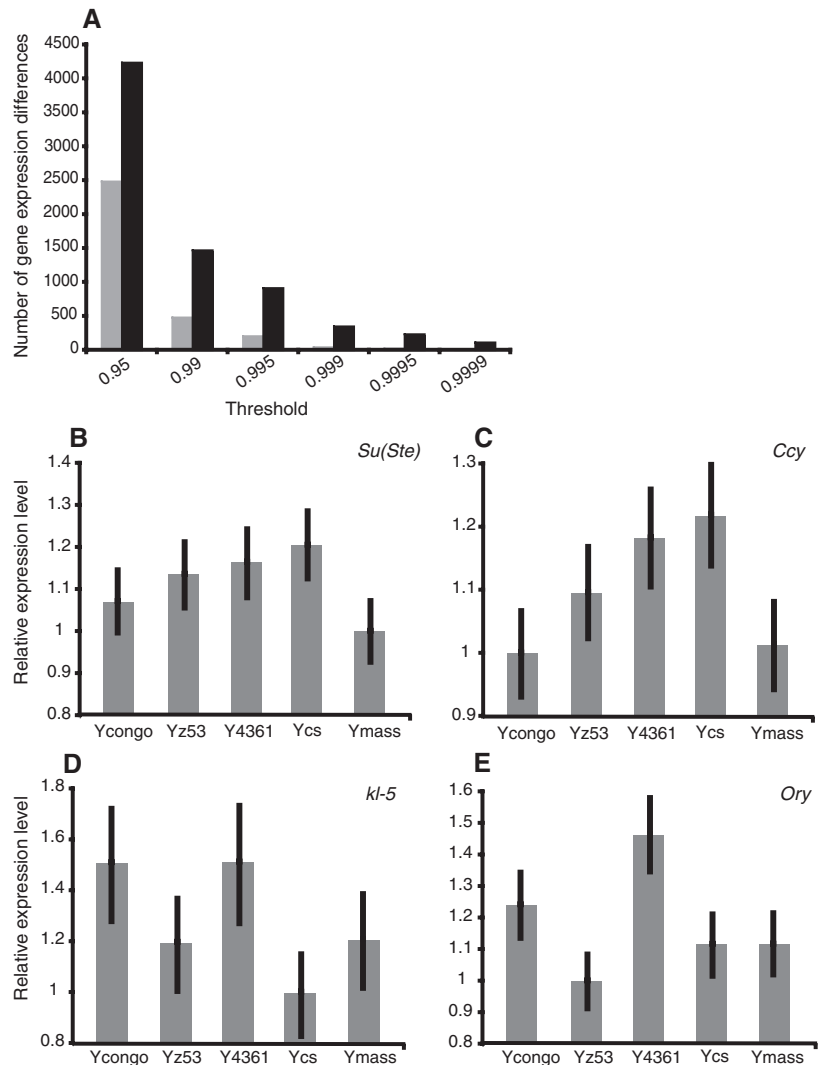 A
Number of gene expression differences
4500
4000
3500
3000
2500
2000
1500
1000
500
0
0.95 0.99 0.995 0.999 0.9995 0.9999
Threshold
B
Su(Ste)
Relative expression level
1.4
1.3
1.2
1.1
1
0.9
0.8
Ycongo Yz53 Y4361 Ycs Ymass
C
Ccy
1.3
1.2
1.1
1
0.9
Ycongo Yz53 Y4361 Ycs Ymass
D
kl-5
Relative expression level
1.8
1.6
1.4
1.2
1
0.8
Ycongo Yz53 Y4361 Ycs Ymass
E
Ory
1.6
1.5
1.4
1.3
1.2
1.1
1
0.9
0.8
Ycongo Yz53 Y4361 Ycs Ymass